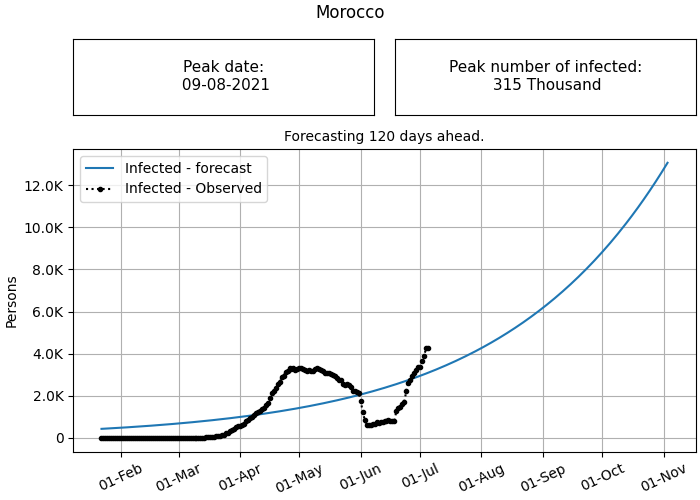 Morocco
Peak date:
09-08-2021
Peak number of infected:
315 Thousand
Forecasting 120 days ahead.
Infected - forecast
Infected - Observed
12.0K
10.0K
8.0K
6.0K
4.0K
2.0K
0
Persons
01-Feb
01-Mar
01-Apr
01-May
01-Jun
01-Jul
01-Aug
01-Sep
01-Oct
01-Nov